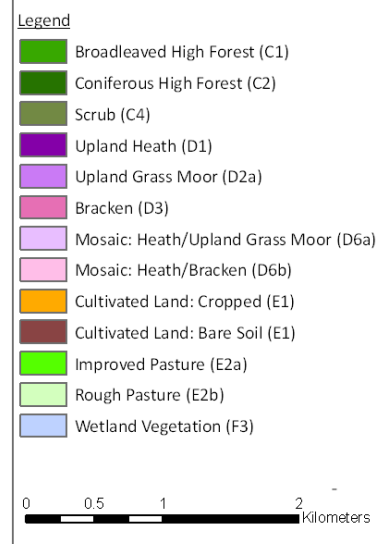 Legend
Broadleaved High Forest (C1)
Coniferous High Forest (C2)
Scrub (C4)
Upland Heath (D1)
Upland Grass Moor (D2a)
Bracken (D3)
Mosaic: Heath/Upland Grass Moor (D6a)
Mosaic: Heath/Bracken (D6b)
Cultivated Land: Cropped (E1)
Cultivated Land: Bare Soil (E1)
Improved Pasture (E2a)
Rough Pasture (E2b)
Wetland Vegetation (F3)
0 0.5 1 2
Kilometers